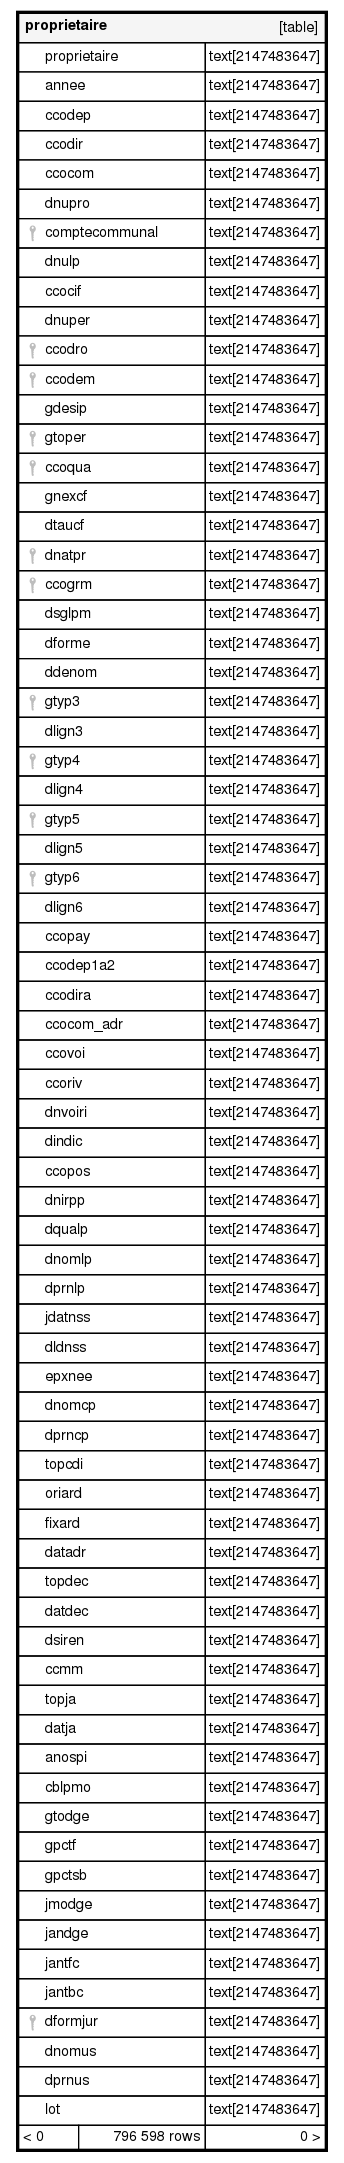 proprietaire [table]
proprietaire text[2147483647]
annee text[2147483647]
ccodep text[2147483647]
ccodir text[2147483647]
ccocom text[2147483647]
dnupro text[2147483647]
comptecommunal text[2147483647]
dnulp text[2147483647]
ccocif text[2147483647]
dnuper text[2147483647]
ccodro text[2147483647]
ccodem text[2147483647]
gdesip text[2147483647]
gtoper text[2147483647]
ccoqua text[2147483647]
gnexcf text[2147483647]
dtaucf text[2147483647]
dnatpr text[2147483647]
ccogrm text[2147483647]
dsglpm text[2147483647]
dforme text[2147483647]
ddenom text[2147483647]
gtyp3 text[2147483647]
dlign3 text[2147483647]
gtyp4 text[2147483647]
dlign4 text[2147483647]
gtyp5 text[2147483647]
dlign5 text[2147483647]
gtyp6 text[2147483647]
dlign6 text[2147483647]
ccopay text[2147483647]
ccodep1a2 text[2147483647]
ccodira text[2147483647]
ccocom_adr text[2147483647]
ccovoi text[2147483647]
ccoriv text[2147483647]
dnvoiri text[2147483647]
dindic text[2147483647]
ccopos text[2147483647]
dnirpp text[2147483647]
dqualp text[2147483647]
dnomlp text[2147483647]
dprnlp text[2147483647]
jdatnss text[2147483647]
dldnss text[2147483647]
epxnee text[2147483647]
dnomcp text[2147483647]
dprncp text[2147483647]
topcdi text[2147483647]
oriard text[2147483647]
fixard text[2147483647]
datadr text[2147483647]
topdec text[2147483647]
datdec text[2147483647]
dsiren text[2147483647]
ccmm text[2147483647]
topja text[2147483647]
datja text[2147483647]
anospi text[2147483647]
cblpmo text[2147483647]
gtodge text[2147483647]
gpctf text[2147483647]
gpctsb text[2147483647]
jmodge text[2147483647]
jandge text[2147483647]
jantfc text[2147483647]
jantbc text[2147483647]
dformjur text[2147483647]
dnomus text[2147483647]
dprnus text[2147483647]
lot text[2147483647]
< 0 796 598 rows 0 >